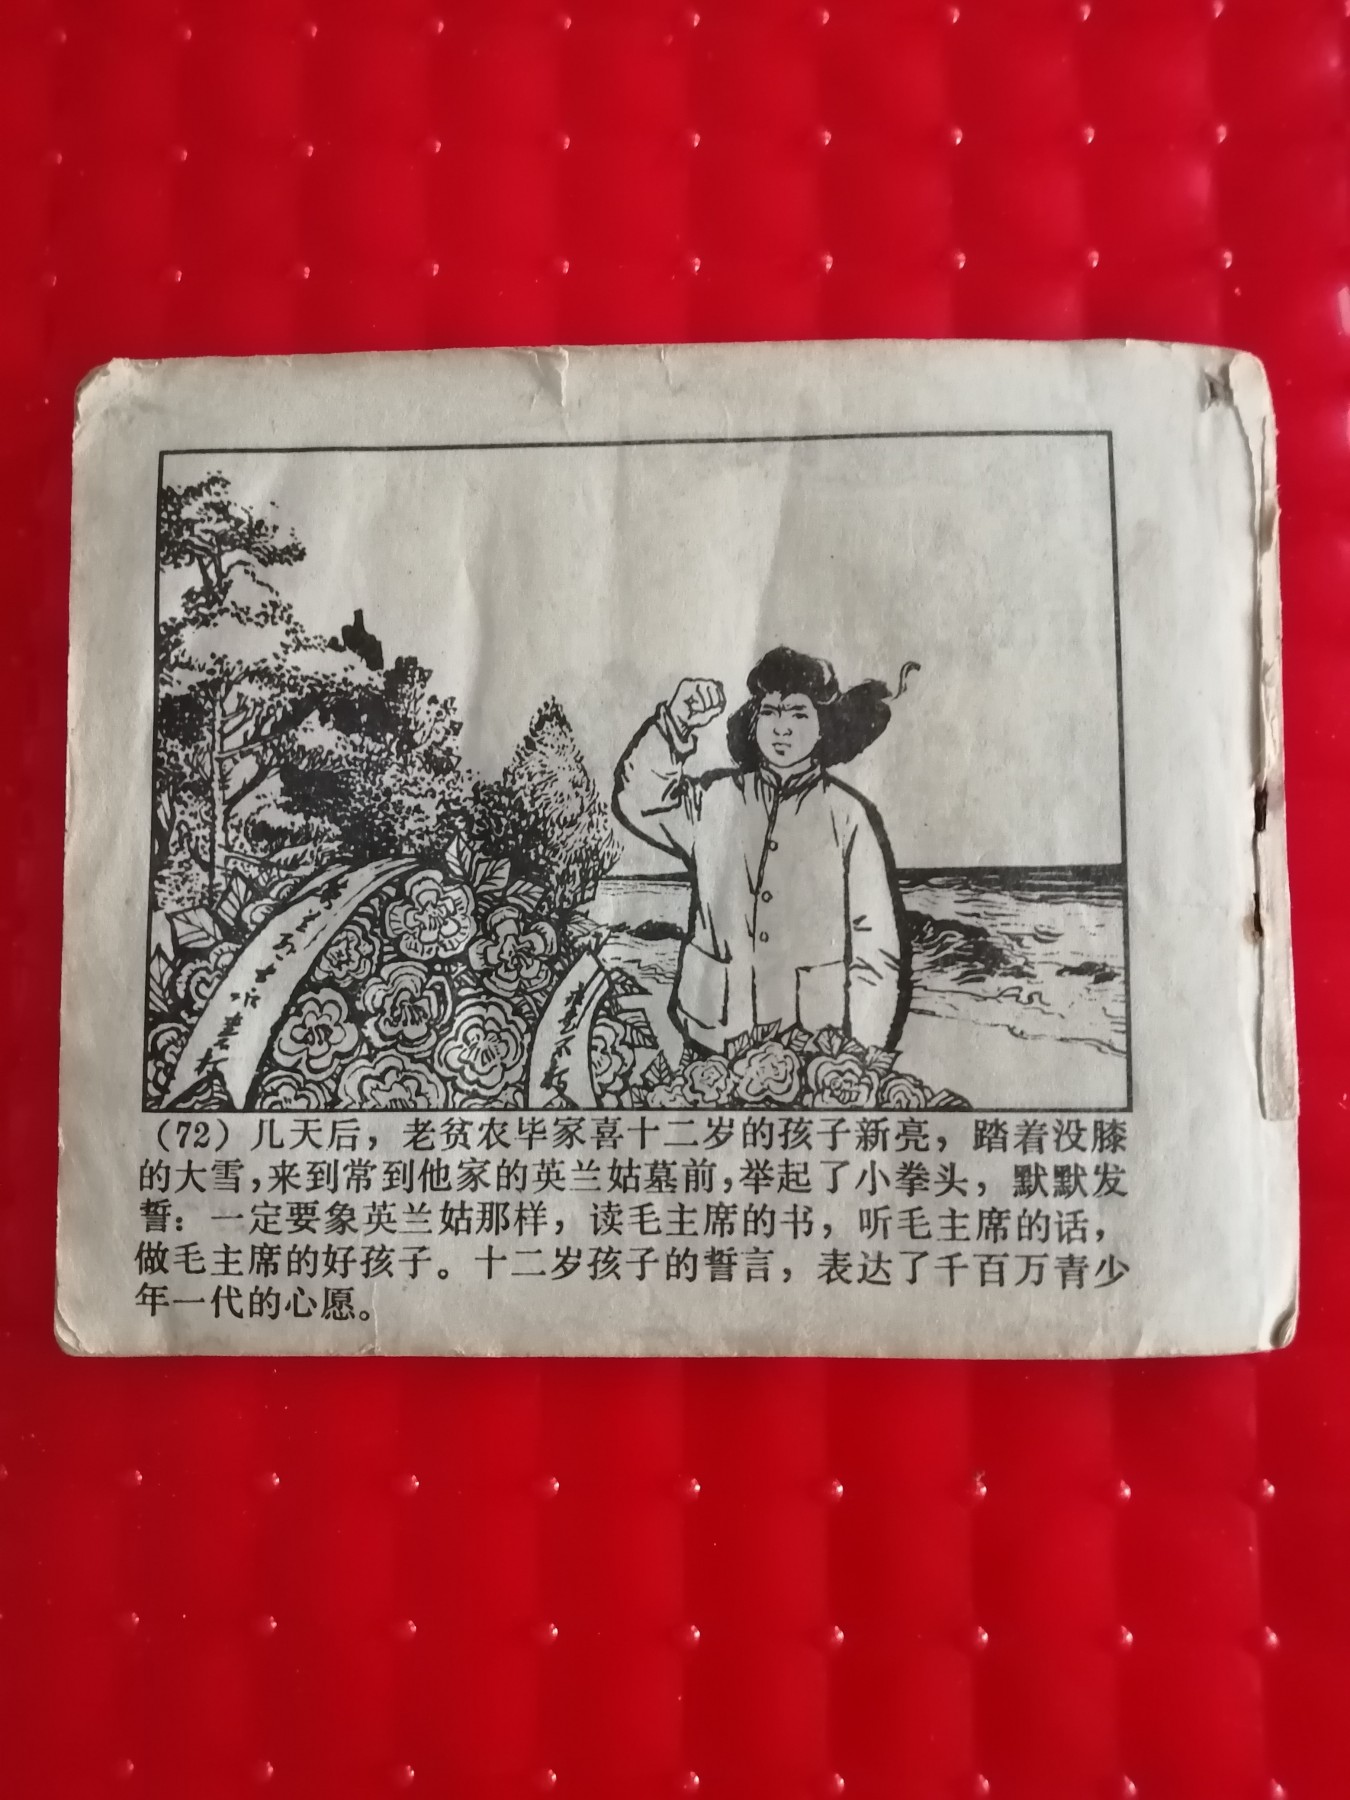 （72）几天后，老贫农毕家喜十二岁的孩子新亮，踏着没膝
的大雪，来到常到他家的英兰姑墓前，举起了小拳头，默默发
誓：一定要象英兰姑那样，读毛主席的书，听毛主席的话，
做毛主席的好孩子。十二岁孩子的誓言，表达了千百万青少
年一代的心愿。